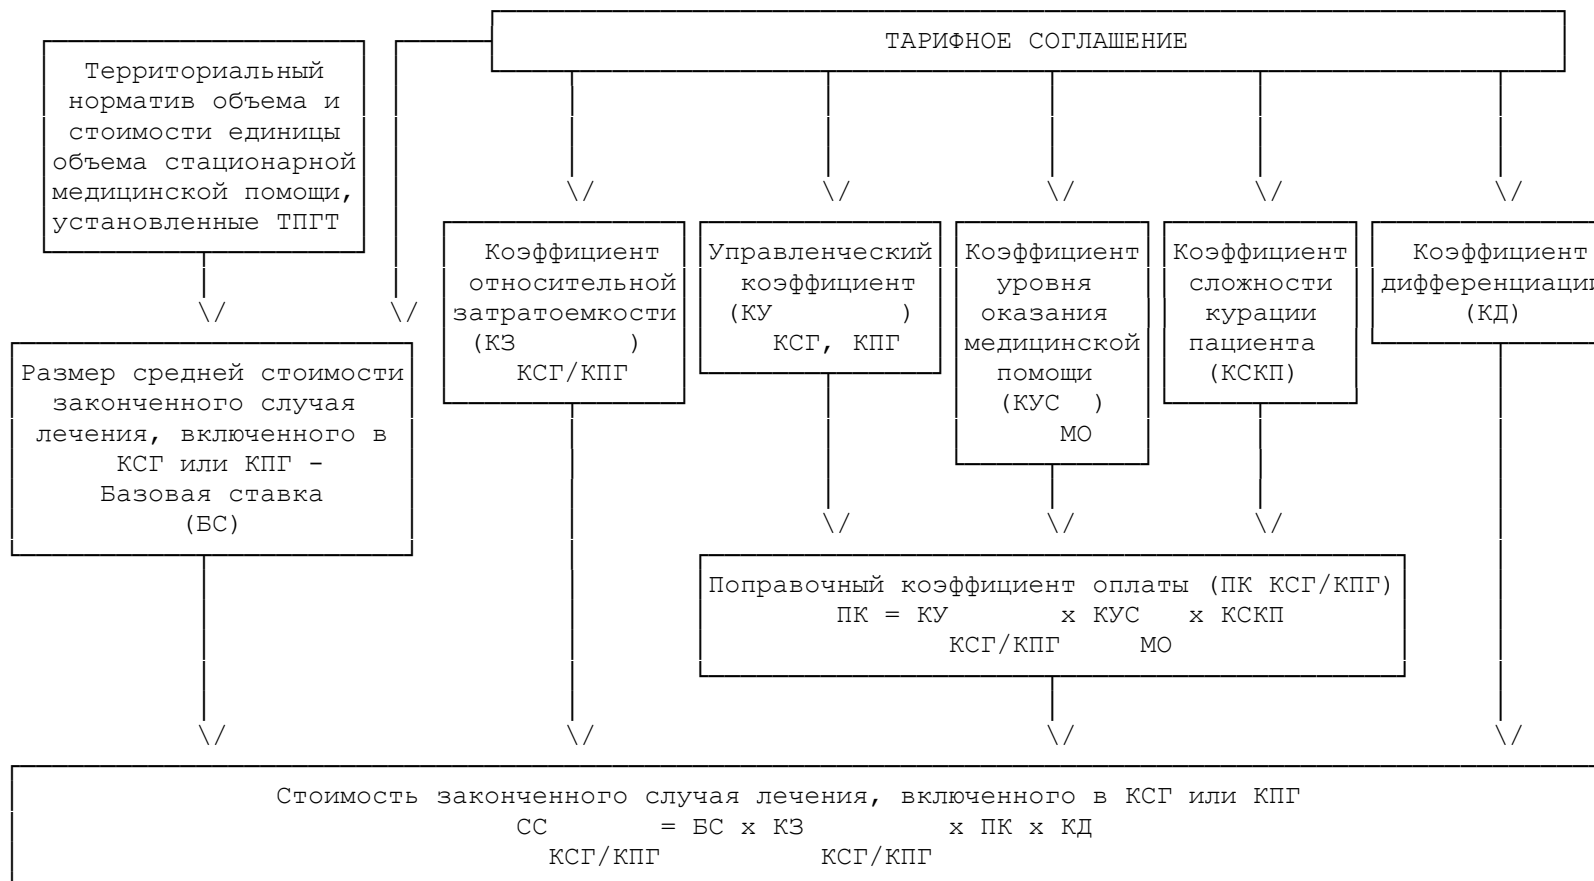 ТАРИФНОЕ СОГЛАШЕНИЕ
Территориальный
норматив объема и
стоимости единицы
объема стационарной
медицинской помощи,
установленные ТПГТ
Коэффициент
относительной
затратоемкости
(КЗ )
КСГ/КПГ
Управленческий
коэффициент
(КУ )
КСГ, КПГ
Коэффициент
уровня
оказания
медицинской
помощи
(КУС )
МО
Коэффициент
сложности
курации
пациента
(КСКП)
Коэффициент
дифференциации
(КД)
Размер средней стоимости
законченного случая
лечения, включенного в
КСГ или КПГ -
Базовая ставка
(БС)
Поправочный коэффициент оплаты (ПК КСГ/КПГ)
ПК = КУ х КУС х КСКП
КСГ/КПГ МО
Стоимость законченного случая лечения, включенного в КСГ или КПГ
СС = БС х КЗ х ПК х КД
КСГ/КПГ КСГ/КПГ